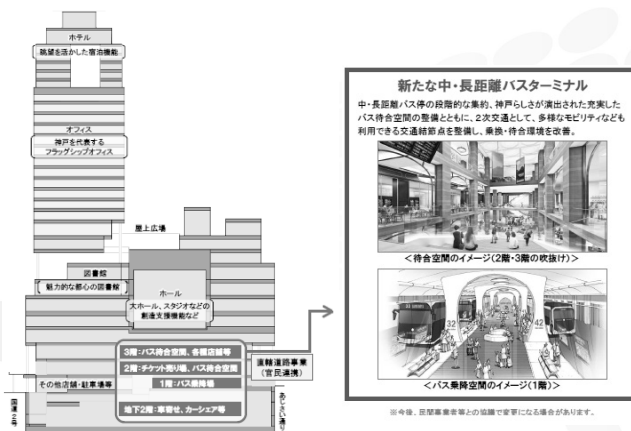 ホテル
眺望を活かした宿泊機能
オフィス
神戸を代表する
フラッグシップオフィス
屋上広場
図書館
魅力的な都心の図書館
ホール
大ホール、スタジオなどの
創造支援機能など
3階:バス待合空間、各種店舗等
2階:チケット売り場、バス待合空間
1階:バス乗降場
地下2階:車寄せ、カーシェア等
その他店舗・駐車場等
直轄道路事業
(官民連携)
国道2号
あじさい通り
新たな中・長距離バスターミナル
中・長距離バス停の段階的な集約、神戸らしさが演出された充実した
バス待合空間の整備とともに、2次交通として、多様なモビリティなども
利用できる交通結節点を整備し、乗換・待合環境を改善。
<待合空間のイメージ(2階・3階の吹抜け)>
32
42
<バス乗降空間のイメージ(1階)>
※今後、民間事業者等との協議で変更になる場合があります。